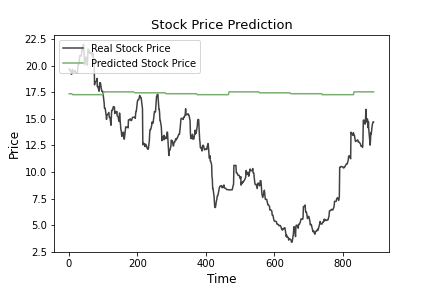 Stock Price Prediction
Real Stock Price
Predicted Stock Price
22.5
20.0
17.5
15.0
12.5
10.0
7.5
5.0
2.5
Price
0 200 400 600 800
Time